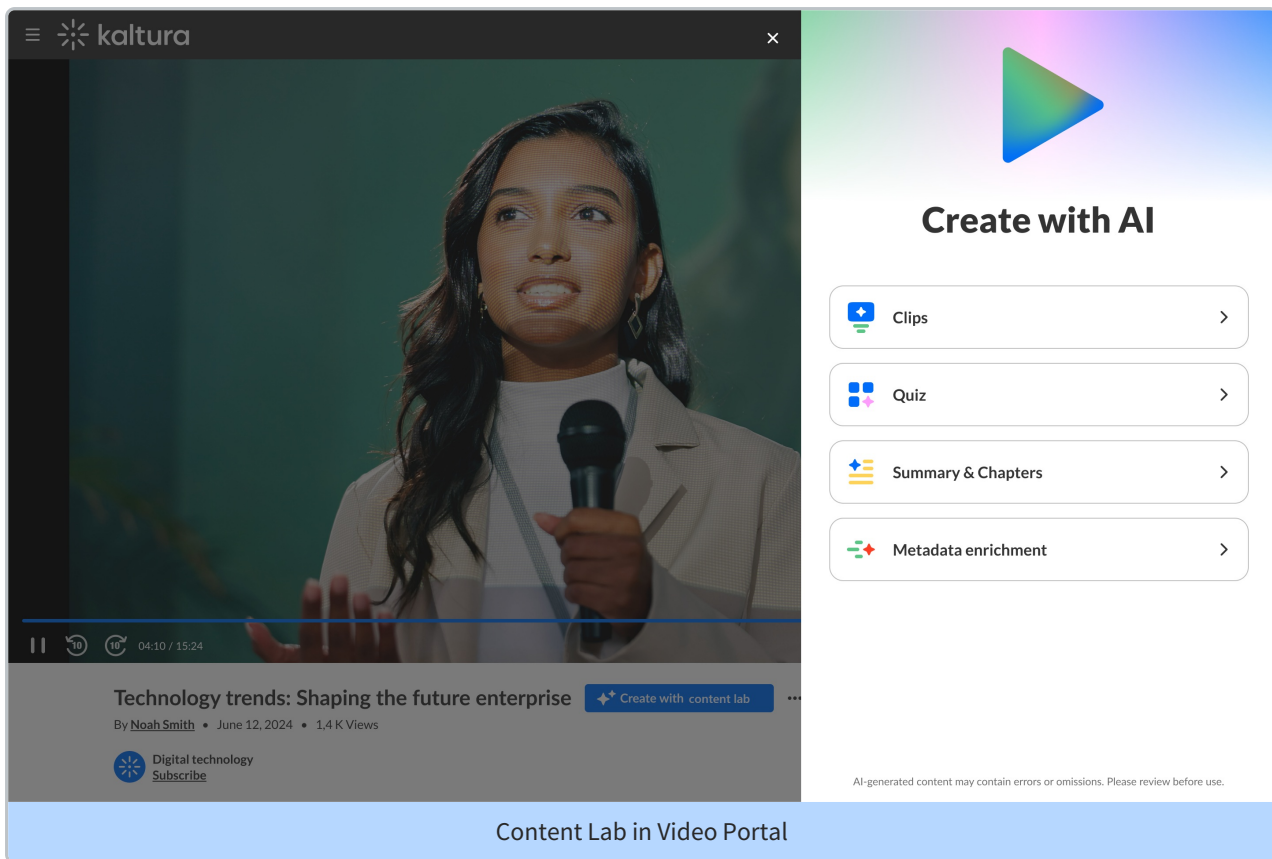 kaltura
Create with AI
Clips
Quiz
Summary & Chapters
Metadata enrichment
10 10 04:10 / 15:24
Technology trends: Shaping the future enterprise Create with content lab
By Noah Smith • June 12, 2024 • 1,4 K Views
Digital technology
Subscribe
AI-generated content may contain errors or omissions. Please review before use.
Content Lab in Video Portal